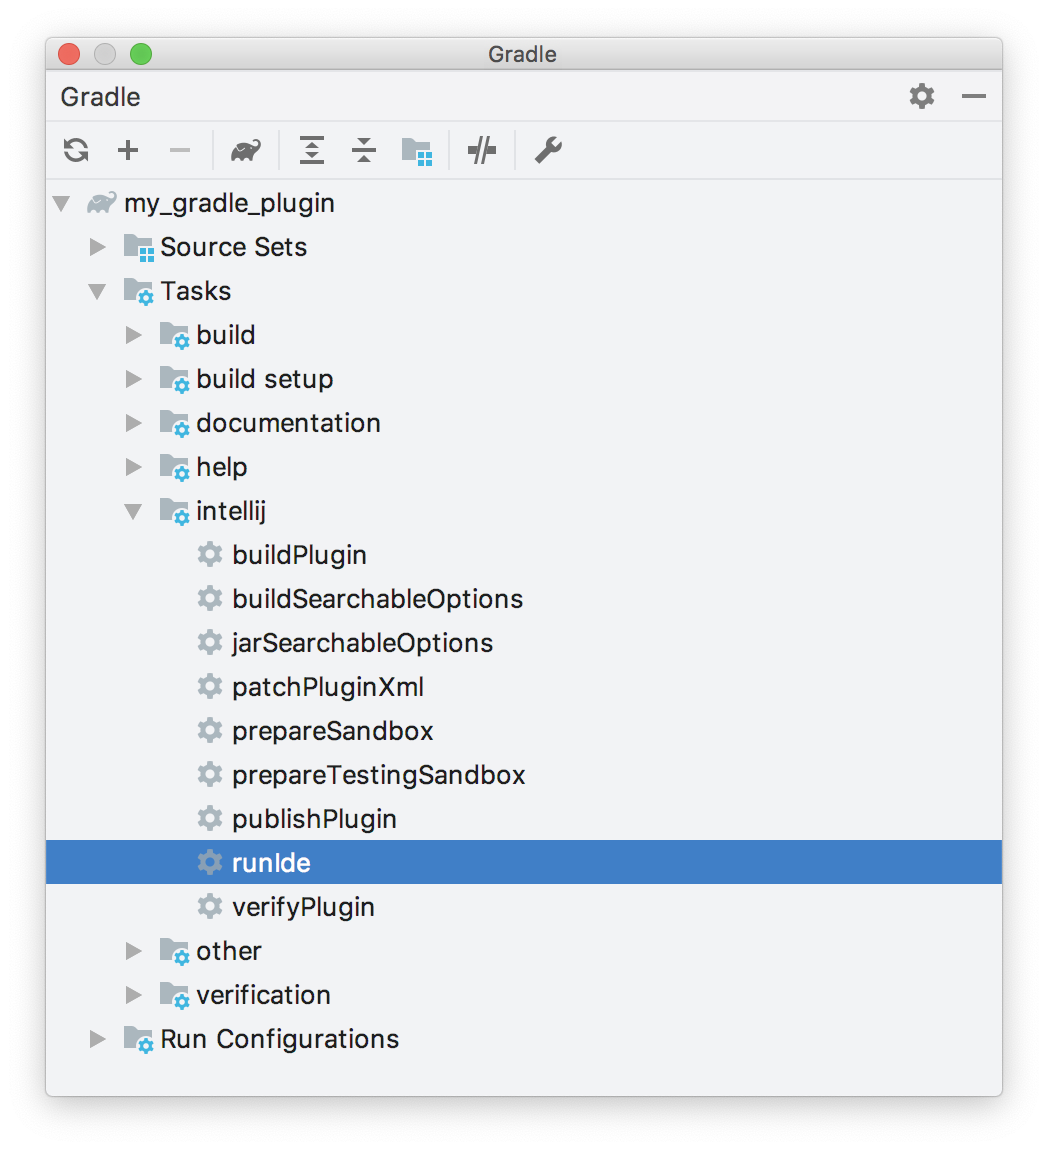 Gradle
Gradle
my_gradle_plugin
Source Sets
Tasks
build
build setup
documentation
help
intellij
buildPlugin
buildSearchableOptions
jarSearchableOptions
patchPluginXml
prepareSandbox
prepareTestingSandbox
publishPlugin
runIde
verifyPlugin
other
verification
Run Configurations